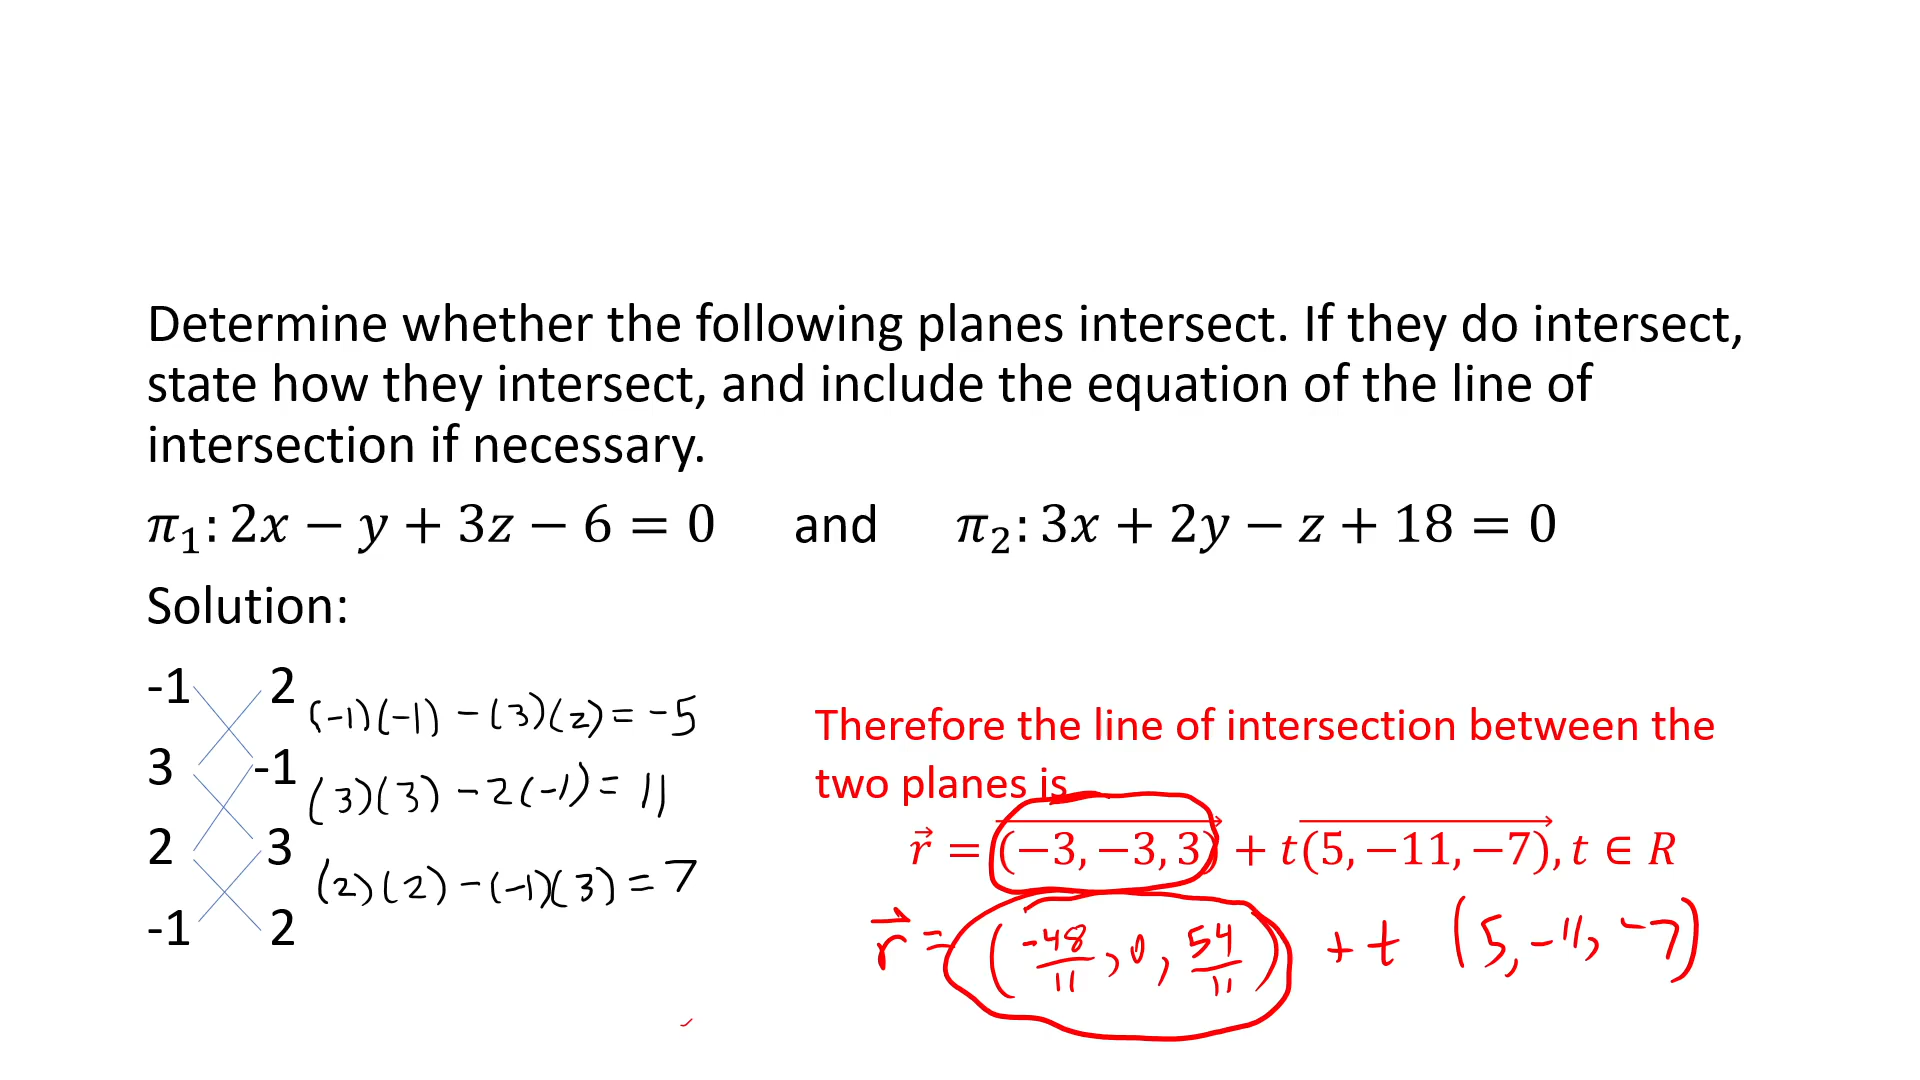 Determine whether the following planes intersect. If they do intersect,
state how they intersect, and include the equation of the line of
intersection if necessary.
π₁: 2x − y + 3z − 6 = 0 and π₂: 3x + 2y − z + 18 = 0
Solution:
-1 2 (-1)(-1) - (3)(2) = -5
3 -1 (3)(3) - 2(-1) = 11
2 3 (2)(2) - (-1)(3) = 7
-1 2
Therefore the line of intersection between the
two planes is
r⃗ = (−3, −3, 3) + t(5, −11, −7), t ∈ R
r⃗ = (-48/11, 0, 54/11) + t (5, -11, -7)